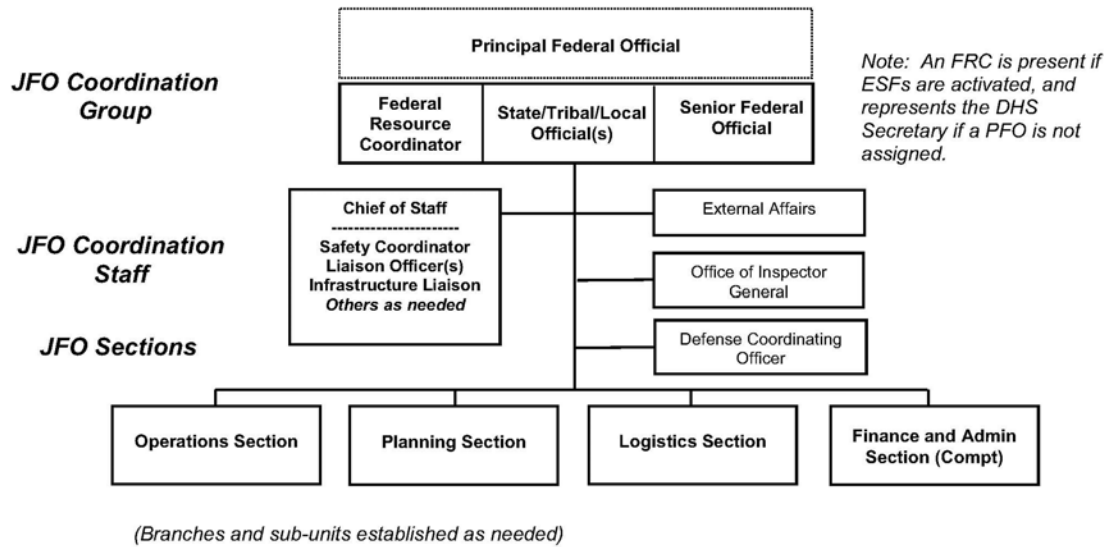 Principal Federal Official
JFO Coordination
Group
Federal
Resource
Coordinator
State/Tribal/Local
Official(s)
Senior Federal
Official
Note: An FRC is present if
ESFs are activated, and
represents the DHS
Secretary if a PFO is not
assigned.
JFO Coordination
Staff
Chief of Staff
------------------------
Safety Coordinator
Liaison Officer(s)
Infrastructure Liaison
Others as needed
External Affairs
Office of Inspector
General
JFO Sections
Defense Coordinating
Officer
Operations Section
Planning Section
Logistics Section
Finance and Admin
Section (Compt)
(Branches and sub-units established as needed)